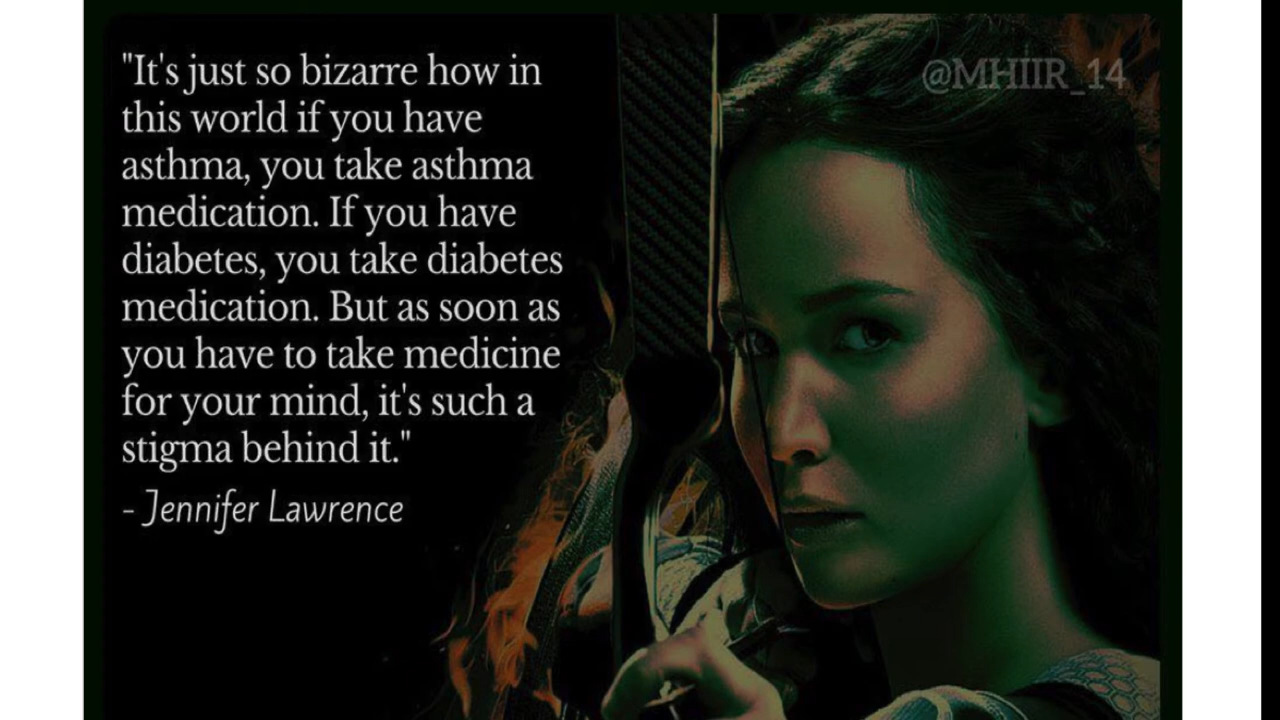 "It's just so bizarre how in
this world if you have
asthma, you take asthma
medication. If you have
diabetes, you take diabetes
medication. But as soon as
you have to take medicine
for your mind, it's such a
stigma behind it."
- Jennifer Lawrence
@MHIIR_14